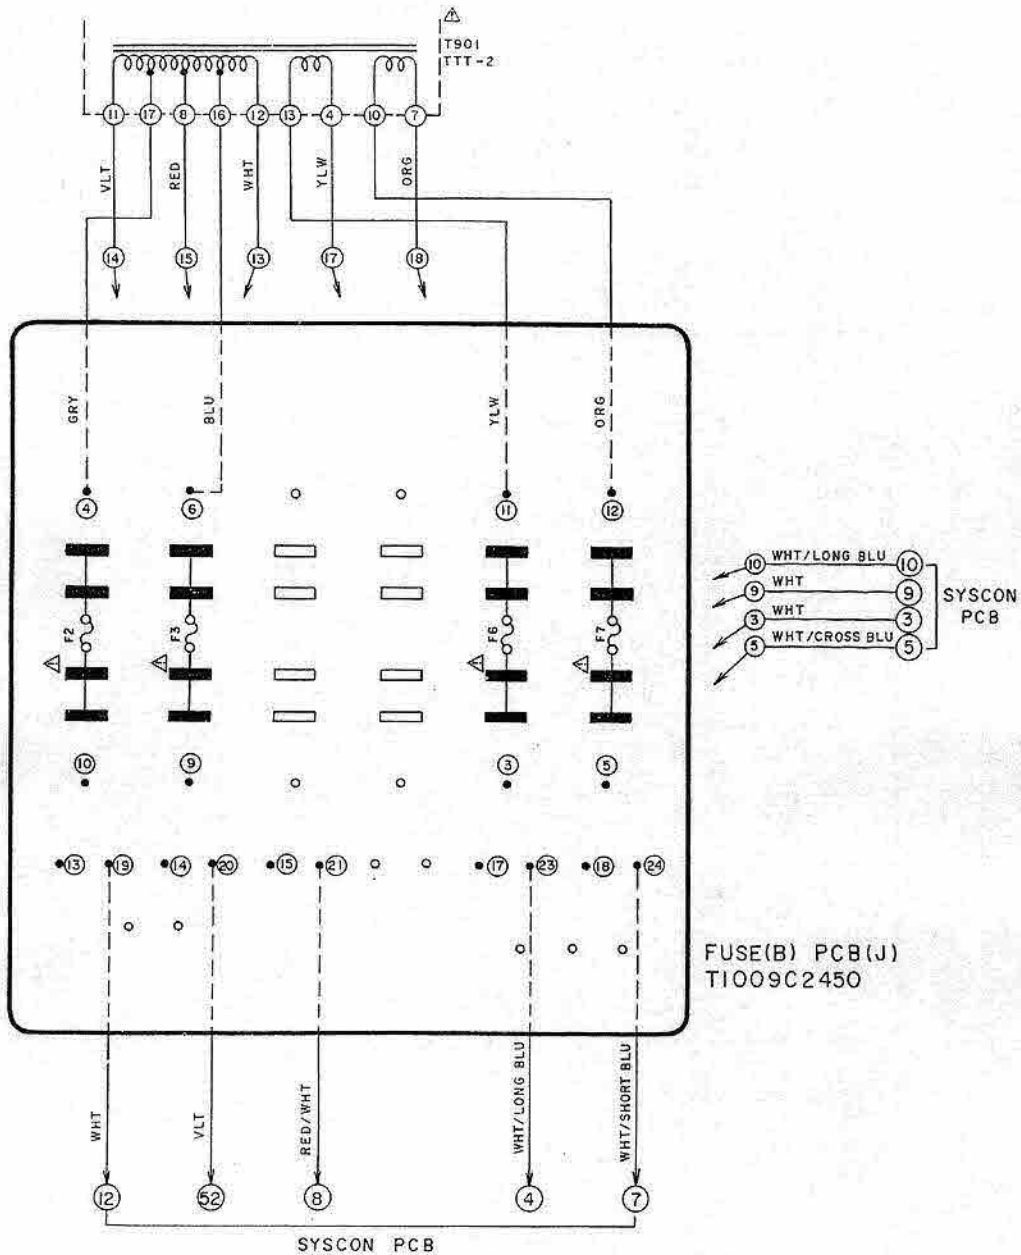 T901
TTT-2
11 17 8 16 12 13 4 10 7
VLT RED WHT YLW ORG
14 15 13 17 18
GRY BLU YLW ORG
4 6 11 12
F2 F3 F6 F7
10 WHT/LONG BLU 10
9 WHT 9
3 WHT 3
5 WHT/CROSS BLU 5
SYSCON
PCB
10 9 3 5
13 19 14 20 15 21 17 23 18 24
FUSE(B) PCB(J)
T1009C2450
WHT VLT RED/WHT WHT/LONG BLU WHT/SHORT BLU
12 52 8 4 7
SYSCON PCB